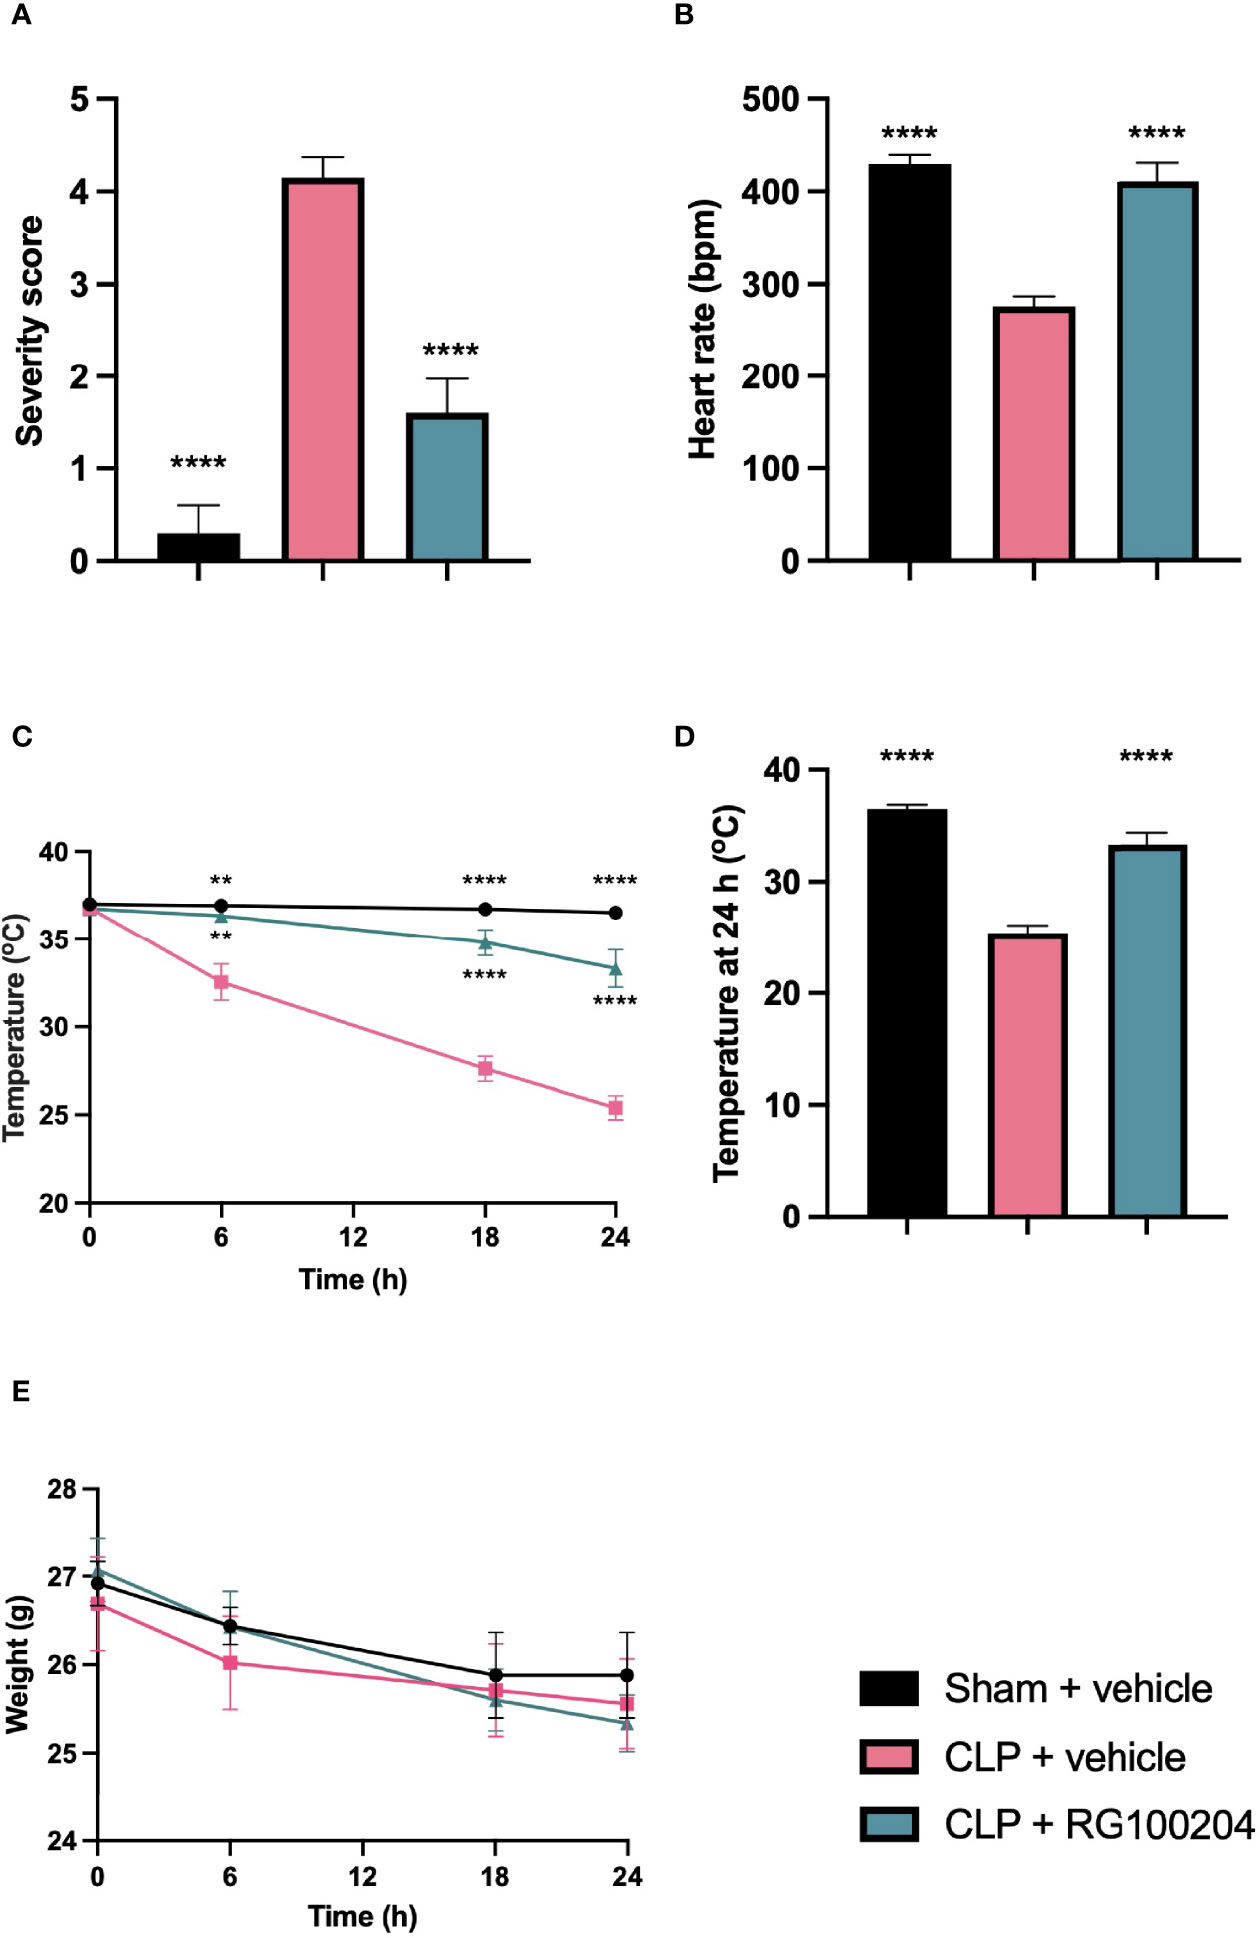 A
B
5
4
3
2
1
0
Severity score
****
****
500
400
300
200
100
0
Heart rate (bpm)
****
****
C
D
40
35
30
25
20
Temperature (ºC)
** **** ****
**
****
****
0 6 12 18 24
Time (h)
40
30
20
10
0
Temperature at 24 h (ºC)
**** ****
E
28
27
26
25
24
Weight (g)
0 6 12 18 24
Time (h)
Sham + vehicle
CLP + vehicle
CLP + RG100204